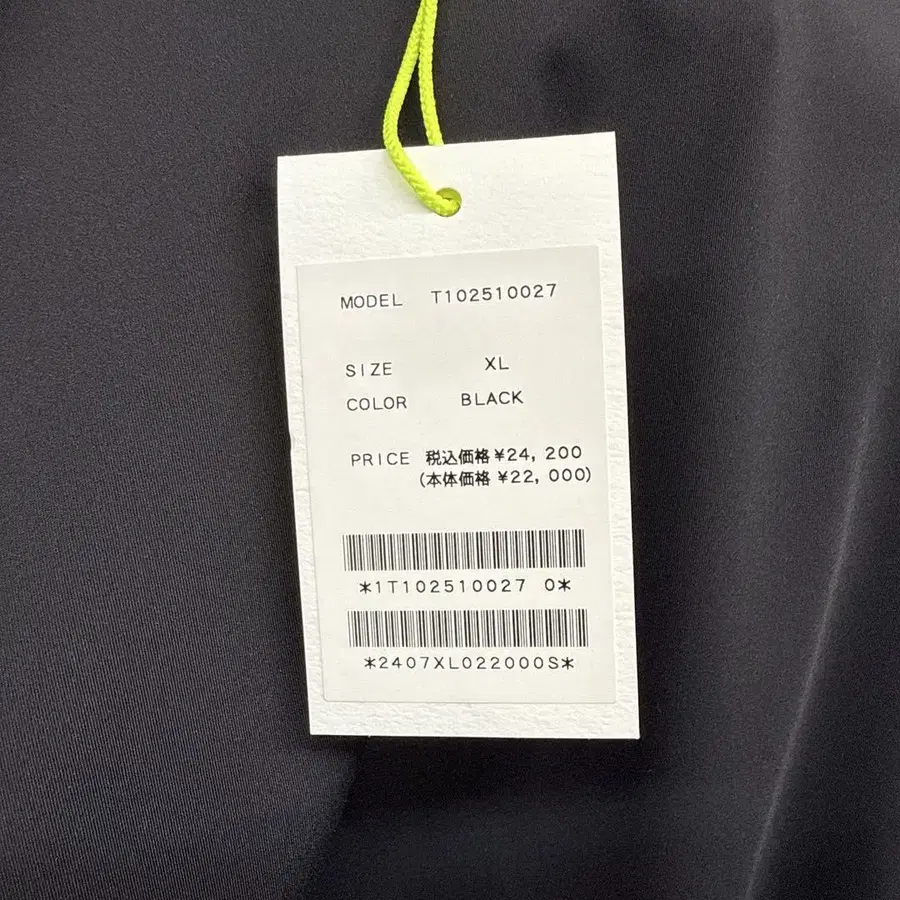 MODEL T102510027
SIZE XL
COLOR BLACK
PRICE 税込価格 ¥24,200
(本体価格 ¥22,000)
*1T102510027 0*
*2407XL022000S*